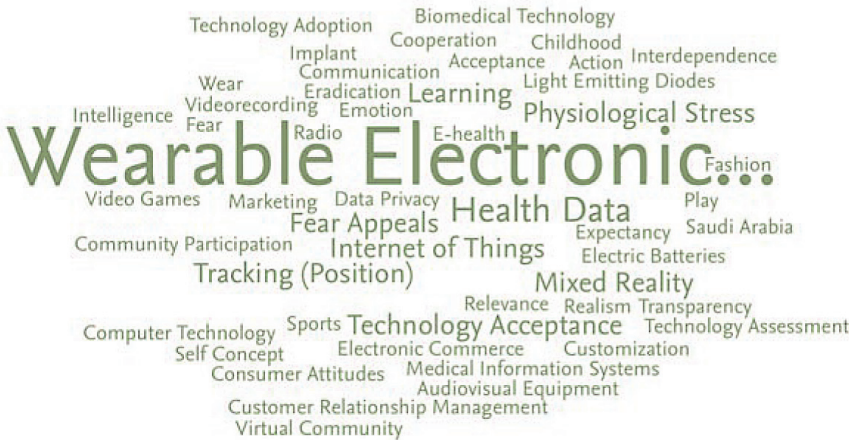 Biomedical Technology
Technology Adoption
Cooperation Childhood
Implant Acceptance Action Interdependence
Communication
Wear Eradication Learning Light Emitting Diodes
Videorecording Emotion Physiological Stress
Intelligence Fear Radio E-health
Wearable Electronic...
Fashion
Video Games Marketing Data Privacy Health Data Play
Fear Appeals Expectancy Saudi Arabia
Community Participation Internet of Things Electric Batteries
Tracking (Position) Mixed Reality
Relevance Realism Transparency
Computer Technology Sports Technology Acceptance Technology Assessment
Self Concept Electronic Commerce Customization
Consumer Attitudes Medical Information Systems
Audiovisual Equipment
Customer Relationship Management
Virtual Community